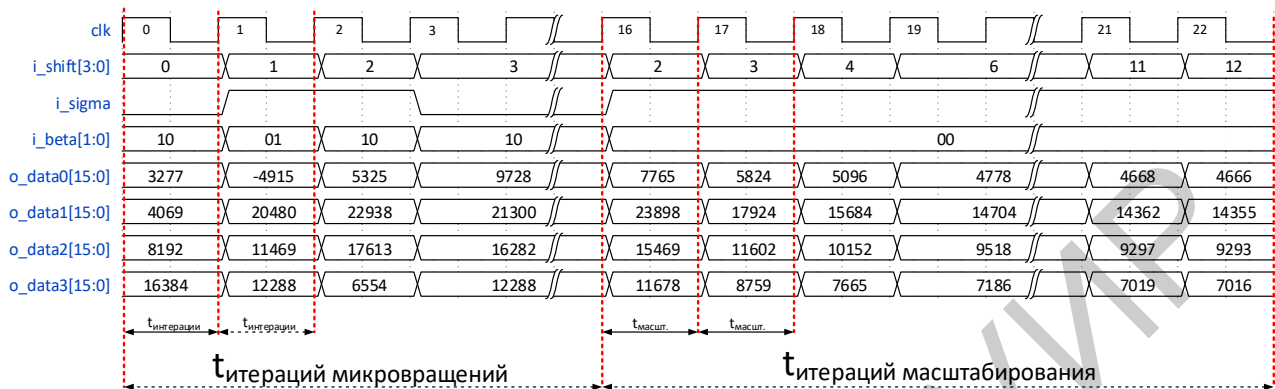 clk 0 1 2 3 16 17 18 19 21 22
i_shift[3:0] 0 1 2 3 2 3 4 6 11 12
i_sigma
i_beta[1:0] 10 01 10 10 00
o_data0[15:0] 3277 -4915 5325 9728 7765 5824 5096 4778 4668 4666
o_data1[15:0] 4069 20480 22938 21300 23898 17924 15684 14704 14362 14355
o_data2[15:0] 8192 11469 17613 16282 15469 11602 10152 9518 9297 9293
o_data3[15:0] 16384 12288 6554 12288 11678 8759 7665 7186 7019 7016
tинтерации tинтерации tмасшт. tмасшт.
tитераций микровращений tитераций масштабирования